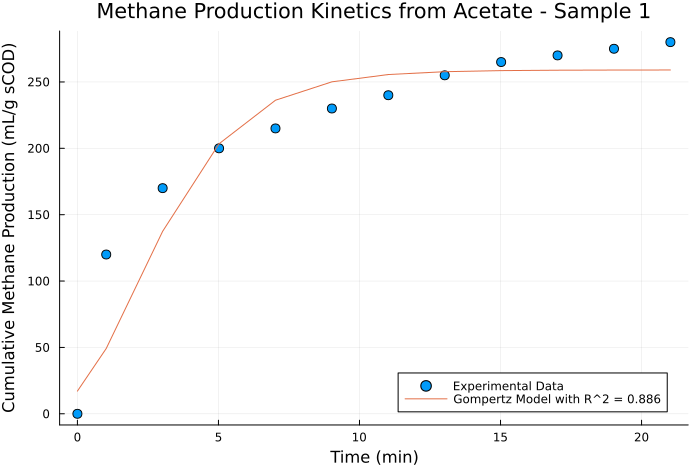 Methane Production Kinetics from Acetate - Sample 1
Cumulative Methane Production (mL/g sCOD)
250
200
150
100
50
0
Experimental Data
Gompertz Model with R^2 = 0.886
0 5 10 15 20
Time (min)